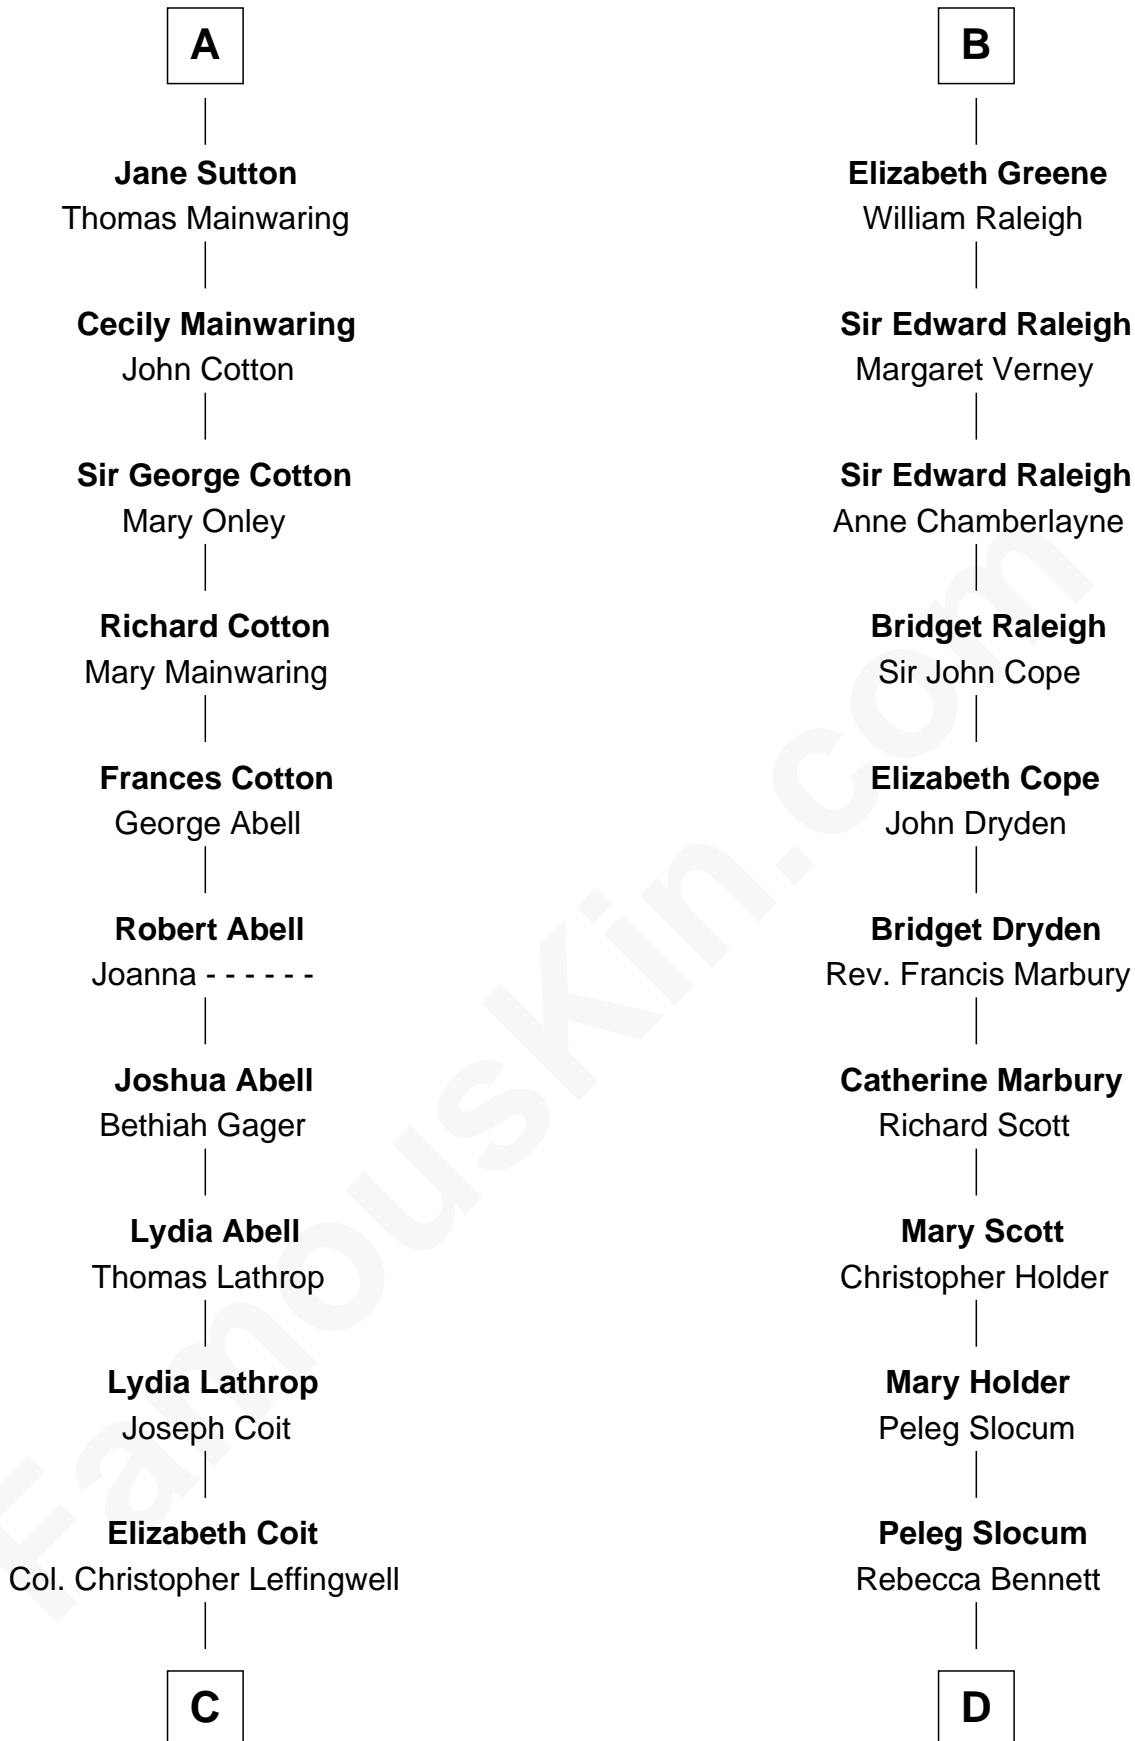 A
Jane Sutton
Thomas Mainwaring
Cecily Mainwaring
John Cotton
Sir George Cotton
Mary Onley
Richard Cotton
Mary Mainwaring
Frances Cotton
George Abell
Robert Abell
Joanna - - - - - -
Joshua Abell
Bethiah Gager
Lydia Abell
Thomas Lathrop
Lydia Lathrop
Joseph Coit
Elizabeth Coit
Col. Christopher Leffingwell
C
B
Elizabeth Greene
William Raleigh
Sir Edward Raleigh
Margaret Verney
Sir Edward Raleigh
Anne Chamberlayne
Bridget Raleigh
Sir John Cope
Elizabeth Cope
John Dryden
Bridget Dryden
Rev. Francis Marbury
Catherine Marbury
Richard Scott
Mary Scott
Christopher Holder
Mary Holder
Peleg Slocum
Peleg Slocum
Rebecca Bennett
D
FamousKin.com